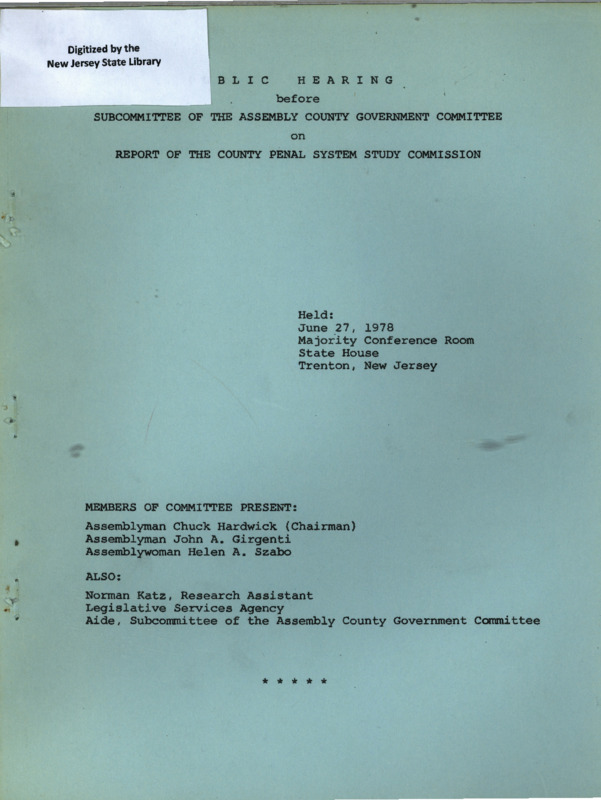 Digitized by the
New Jersey State Library
B L I C   H E A R I N G
before
SUBCOMMITTEE OF THE ASSEMBLY COUNTY GOVERNMENT COMMITTEE
on
REPORT OF THE COUNTY PENAL SYSTEM STUDY COMMISSION
Held:
June 27, 1978
Majority Conference Room
State House
Trenton, New Jersey
MEMBERS OF COMMITTEE PRESENT:
Assemblyman Chuck Hardwick (Chairman)
Assemblyman John A. Girgenti
Assemblywoman Helen A. Szabo
ALSO:
Norman Katz, Research Assistant
Legislative Services Agency
Aide, Subcommittee of the Assembly County Government Committee
* * * * *